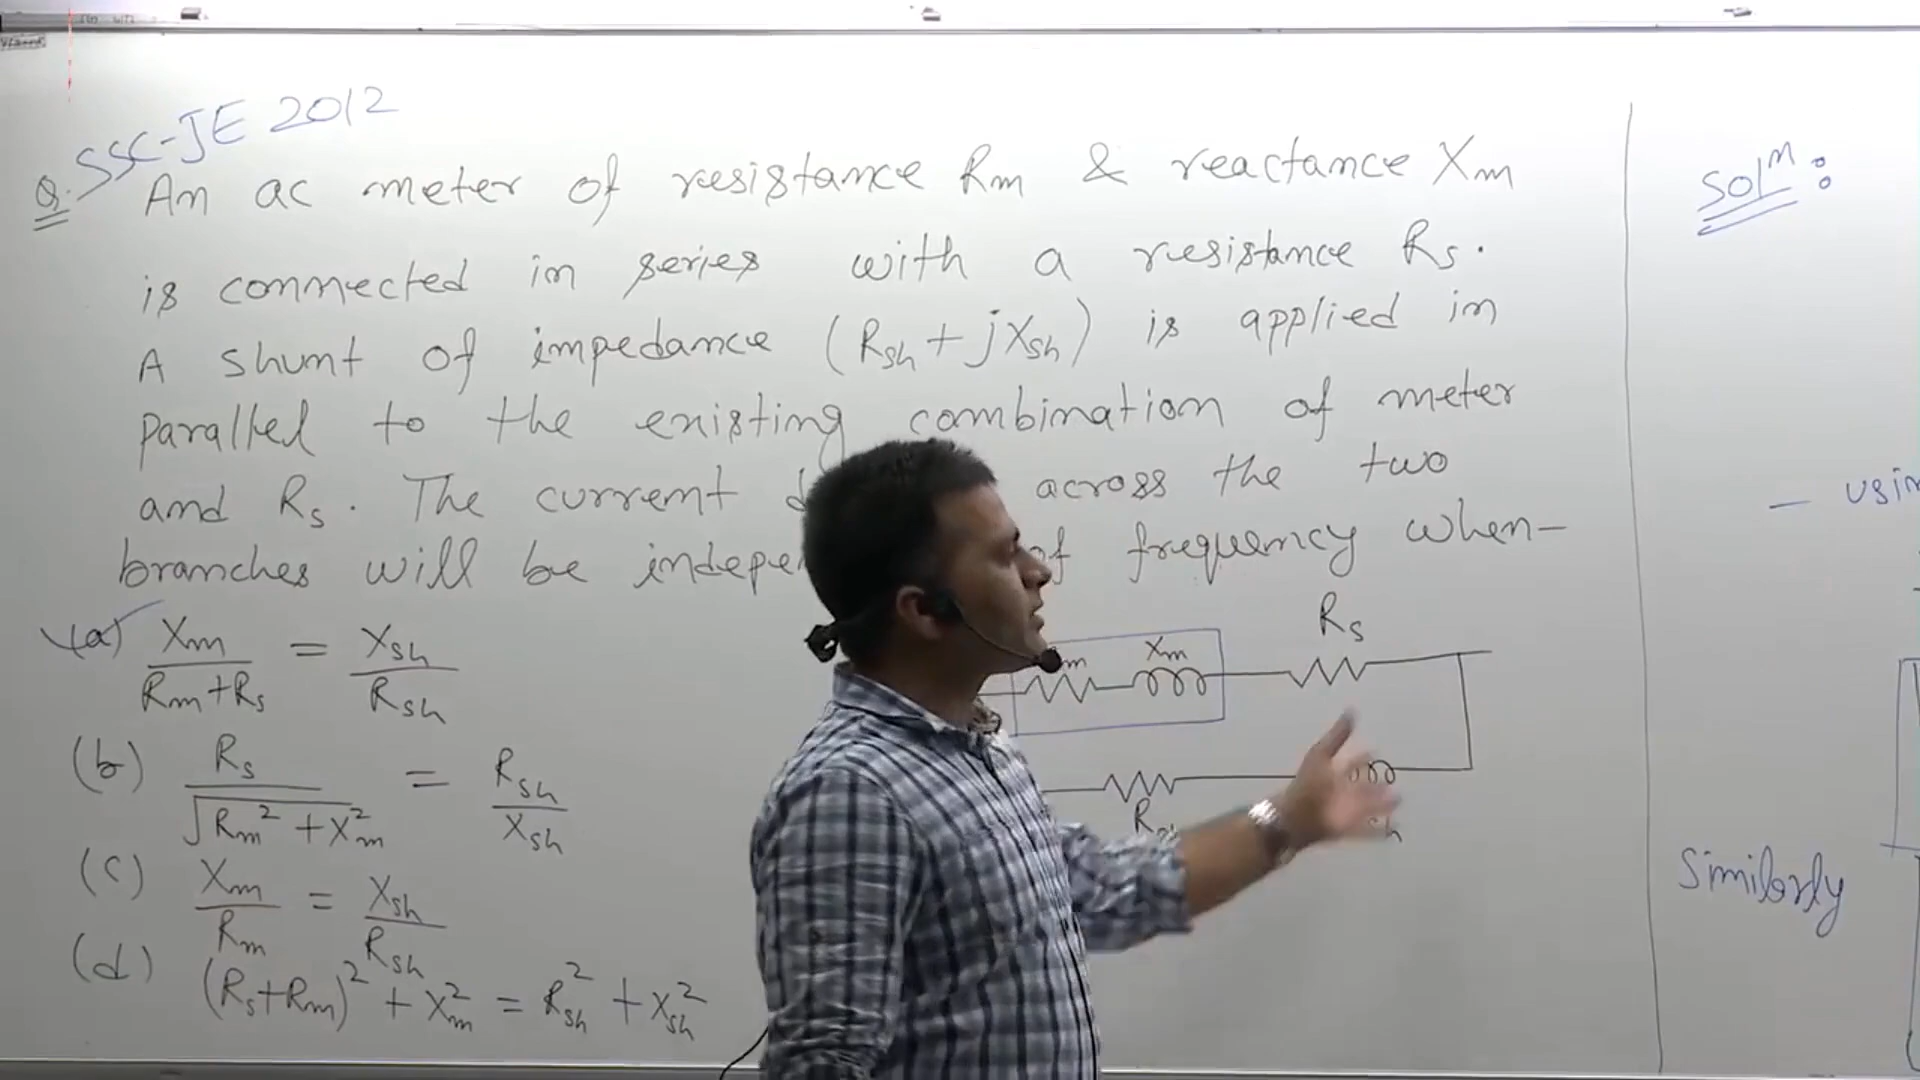 SSC-JE 2012
Q. An ac meter of resistance Rm & reactance Xm
is connected in series with a resistance Rs.
A shunt of impedance (Rsh + jXsh) is applied in
parallel to the existing combination of meter
and Rs. The current across the two
branches will be of frequency when-
(a) Xm/(Rm+Rs) = Xsh/Rsh
(b) Rs/√(Rm²+Xm²) = Rsh/Xsh
(c) Xm/Rm = Xsh/Rsh
(d) (Rs+Rm)² + Xm² = Rsh² + Xsh²
Xm
Rs
Solⁿ:
Similarly